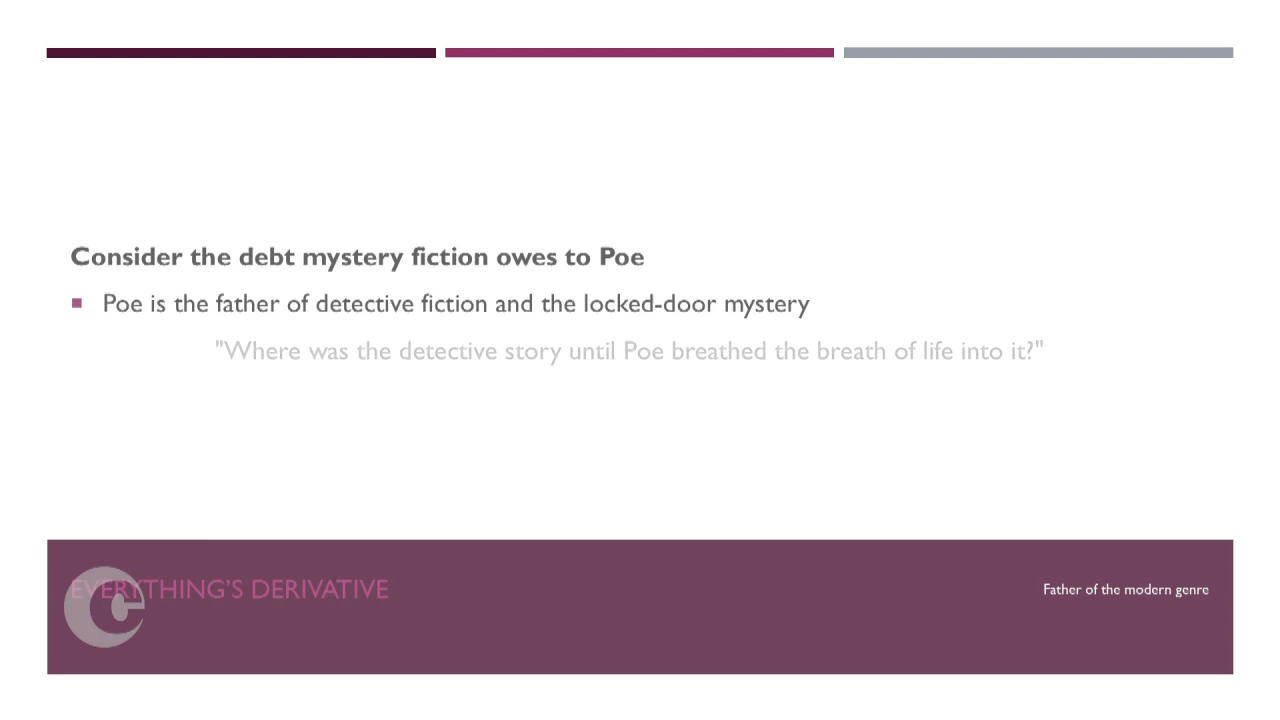 Consider the debt mystery fiction owes to Poe
Poe is the father of detective fiction and the locked-door mystery
"Where was the detective story until Poe breathed the breath of life into it?"
EVERYTHING'S DERIVATIVE
Father of the modern genre